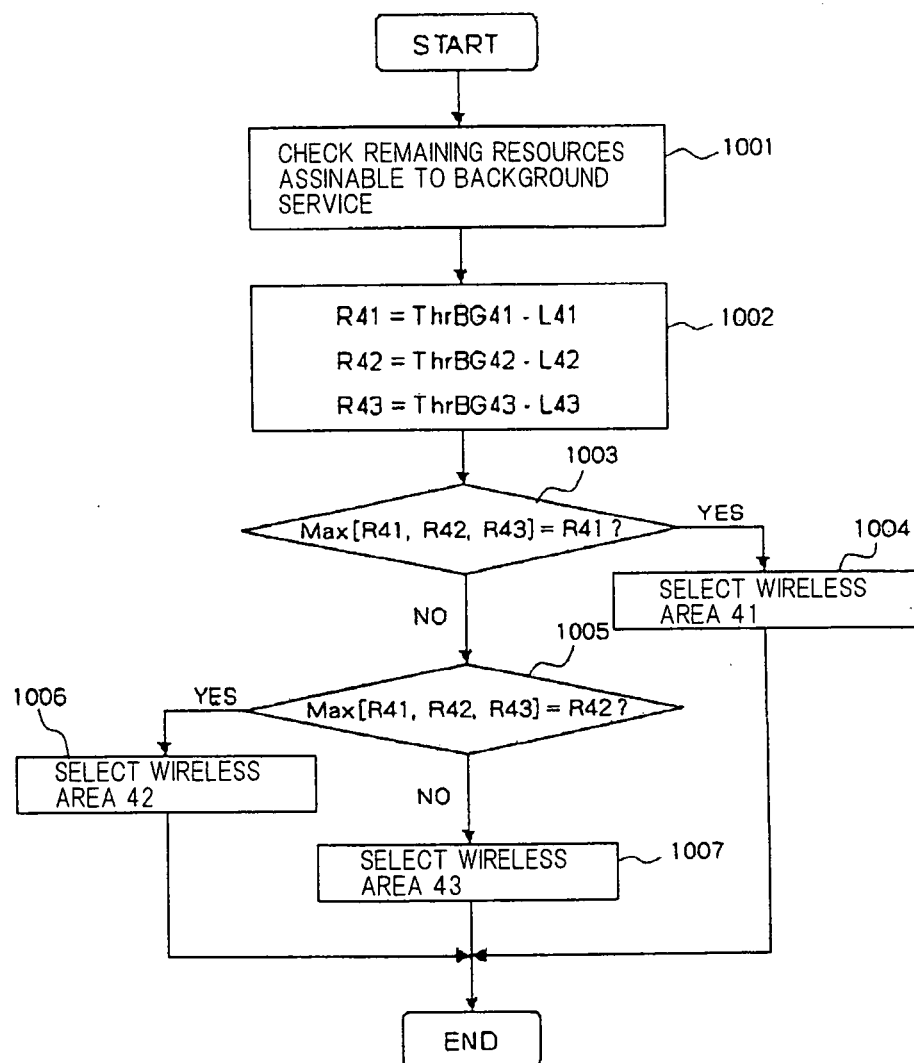 START
CHECK REMAINING RESOURCES
ASSINABLE TO BACKGROUND
SERVICE
1001
R41 = ThrBG41 - L41
R42 = ThrBG42 - L42
R43 = ThrBG43 - L43
1002
1003
Max[R41, R42, R43] = R41 ?
YES
1004
SELECT WIRELESS
AREA 41
NO
1005
Max[R41, R42, R43] = R42 ?
YES
1006
SELECT WIRELESS
AREA 42
NO
SELECT WIRELESS
AREA 43
1007
END